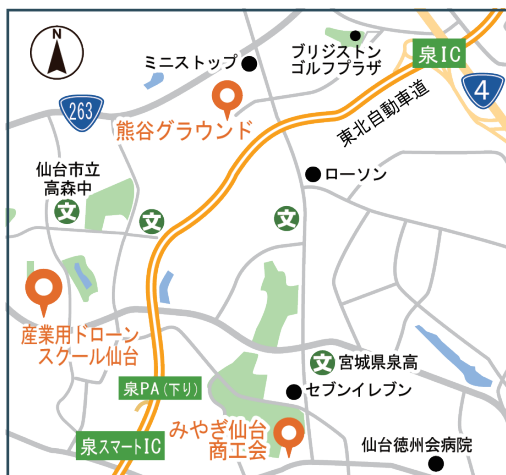 ブリジストン
ゴルフプラザ
泉IC
ミニストップ
4
263
熊谷グラウンド
東北自動車道
仙台市立
高森中
ローソン
文
文
文
産業用ドローン
スクール仙台
文
宮城県泉高
泉PA(下り)
セブンイレブン
みやぎ仙台
商工会
泉スマートIC
仙台徳州会病院